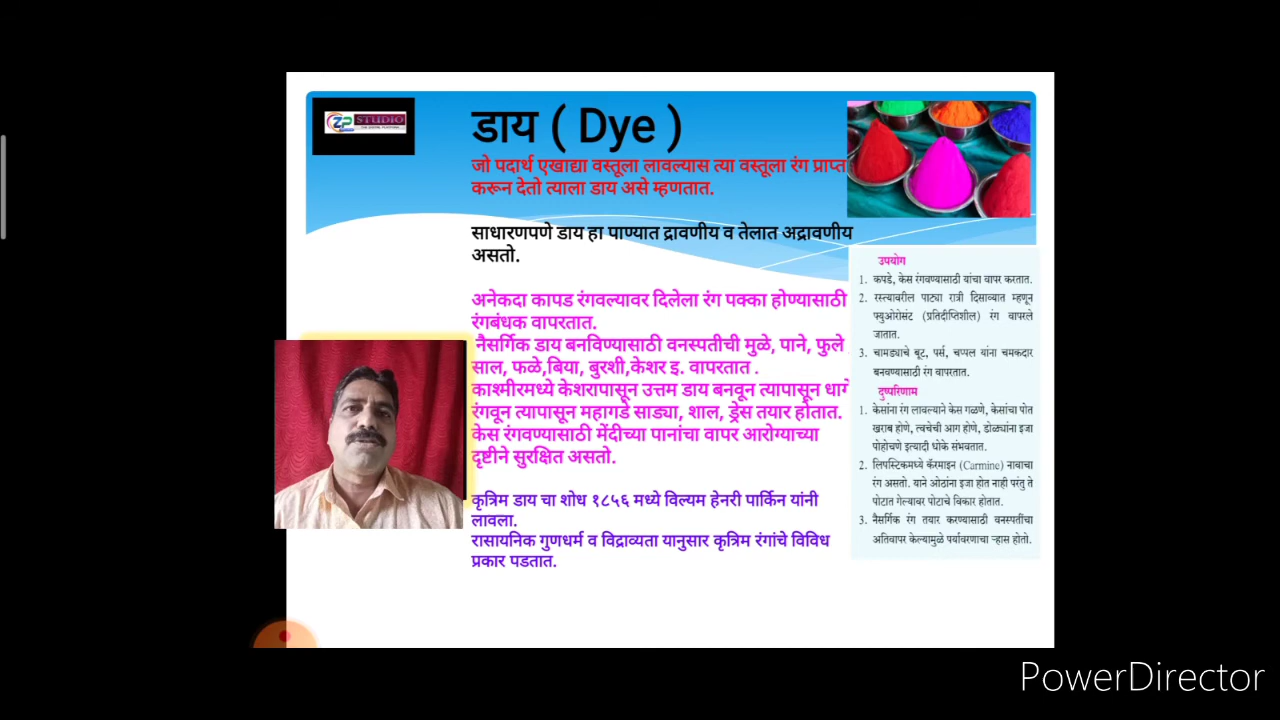 ZP STUDIO
डाय ( Dye )
जो पदार्थ एखाद्या वस्तूला लावल्यास त्या वस्तूला रंग प्राप्त
करून देतो त्याला डाय असे म्हणतात.
साधारणपणे डाय हा पाण्यात द्रावणीय व तेलात अद्रावणीय
असतो.
अनेकदा कापड रंगवल्यावर दिलेला रंग पक्का होण्यासाठी
रंगबंधक वापरतात.
नैसर्गिक डाय बनविण्यासाठी वनस्पतीची मुळे, पाने, फुले
साल, फळे,बिया, बुरशी,केशर इ. वापरतात .
काश्मीरमध्ये केशरापासून उत्तम डाय बनवून त्यापासून धागे
रंगवून त्यापासून महागडे साड्या, शाल, ड्रेस तयार होतात.
केस रंगवण्यासाठी मेंदीच्या पानांचा वापर आरोग्याच्या
दृष्टीने सुरक्षित असतो.
कृत्रिम डाय चा शोध १८५६ मध्ये विल्यम हेनरी पार्किन यांनी
लावला.
रासायनिक गुणधर्म व विद्राव्यता यानुसार कृत्रिम रंगांचे विविध
प्रकार पडतात.
उपयोग
1. कपडे, केस रंगवण्यासाठी यांचा वापर करतात.
2. रस्त्यावरील पाट्या रात्री दिसाव्यात म्हणून
फ्युओरोसंट (प्रतिदीप्तिशील) रंग वापरले
जातात.
3. चामड्याचे बूट, पर्स, चप्पल यांना चमकदार
बनवण्यासाठी रंग वापरतात.
दुष्परिणाम
1. केसांना रंग लावल्याने केस गळणे, केसांचा पोत
खराब होणे, त्वचेची आग होणे, डोळ्यांना इजा
पोहोचणे इत्यादी धोके संभवतात.
2. लिपस्टिकमध्ये कॅरमाइन (Carmine) नावाचा
रंग असतो. याने ओठांना इजा होत नाही परंतु ते
पोटात गेल्यावर पोटाचे विकार होतात.
3. नैसर्गिक रंग तयार करण्यासाठी वनस्पतींचा
अतिवापर केल्यामुळे पर्यावरणाचा ऱ्हास होतो.
PowerDirector